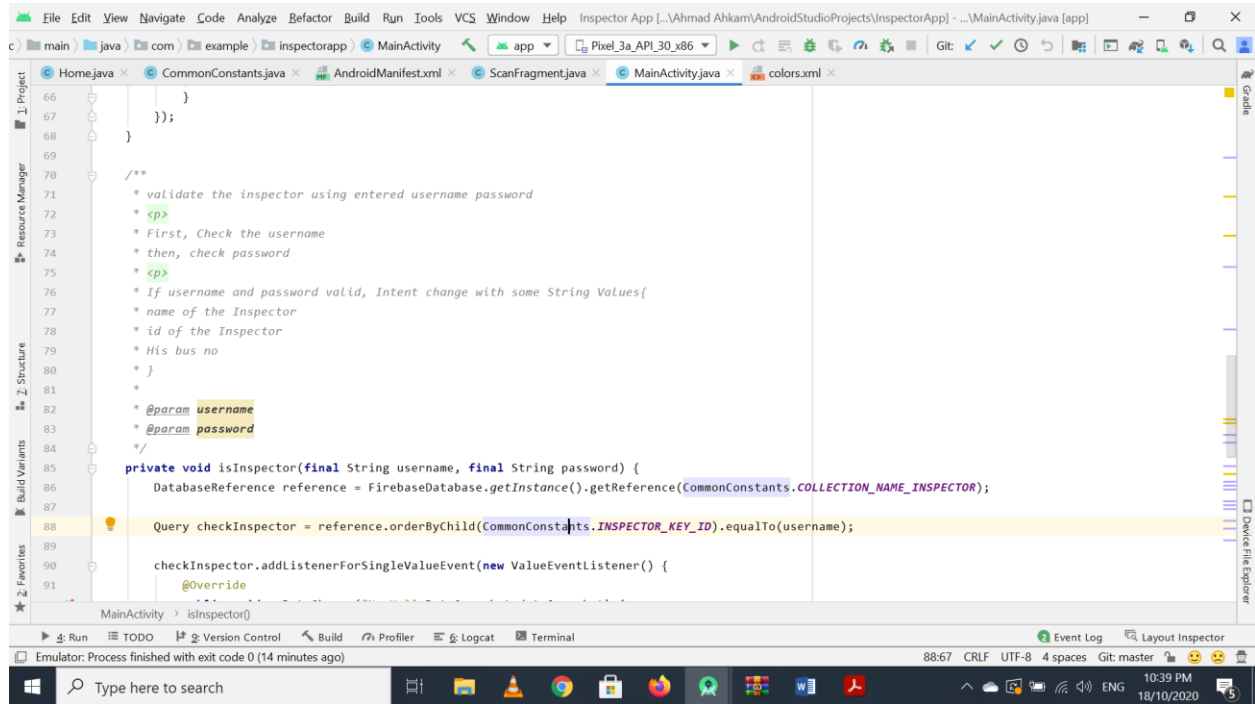 File Edit View Navigate Code Analyze Refactor Build Run Tools VCS Window Help Inspector App [...\Ahmad Ahkam\AndroidStudioProjects\InspectorApp] - ...\MainActivity.java [app]
c main java com example inspectorapp MainActivity app Pixel_3a_API_30_x86 Git:
Home.java CommonConstants.java AndroidManifest.xml ScanFragment.java MainActivity.java colors.xml
1: Project
Resource Manager
Z: Structure
Build Variants
2: Favorites
66 }
67 });
68 }
69
70 /**
71 * validate the inspector using entered username password
72 * <p>
73 * First, Check the username
74 * then, check password
75 * <p>
76 * If username and password valid, Intent change with some String Values{
77 * name of the Inspector
78 * id of the Inspector
79 * His bus no
80 * }
81 *
82 * @param username
83 * @param password
84 */
85 private void isInspector(final String username, final String password) {
86 DatabaseReference reference = FirebaseDatabase.getInstance().getReference(CommonConstants.COLLECTION_NAME_INSPECTOR);
87
88 Query checkInspector = reference.orderByChild(CommonConstants.INSPECTOR_KEY_ID).equalTo(username);
89
90 checkInspector.addListenerForSingleValueEvent(new ValueEventListener() {
91 @Override
Gradle
Device File Explorer
MainActivity > isInspector()
4: Run TODO 9: Version Control Build Profiler 6: Logcat Terminal 2 Event Log Layout Inspector
Emulator: Process finished with exit code 0 (14 minutes ago) 88:67 CRLF UTF-8 4 spaces Git: master
Type here to search ENG 10:39 PM
18/10/2020 5